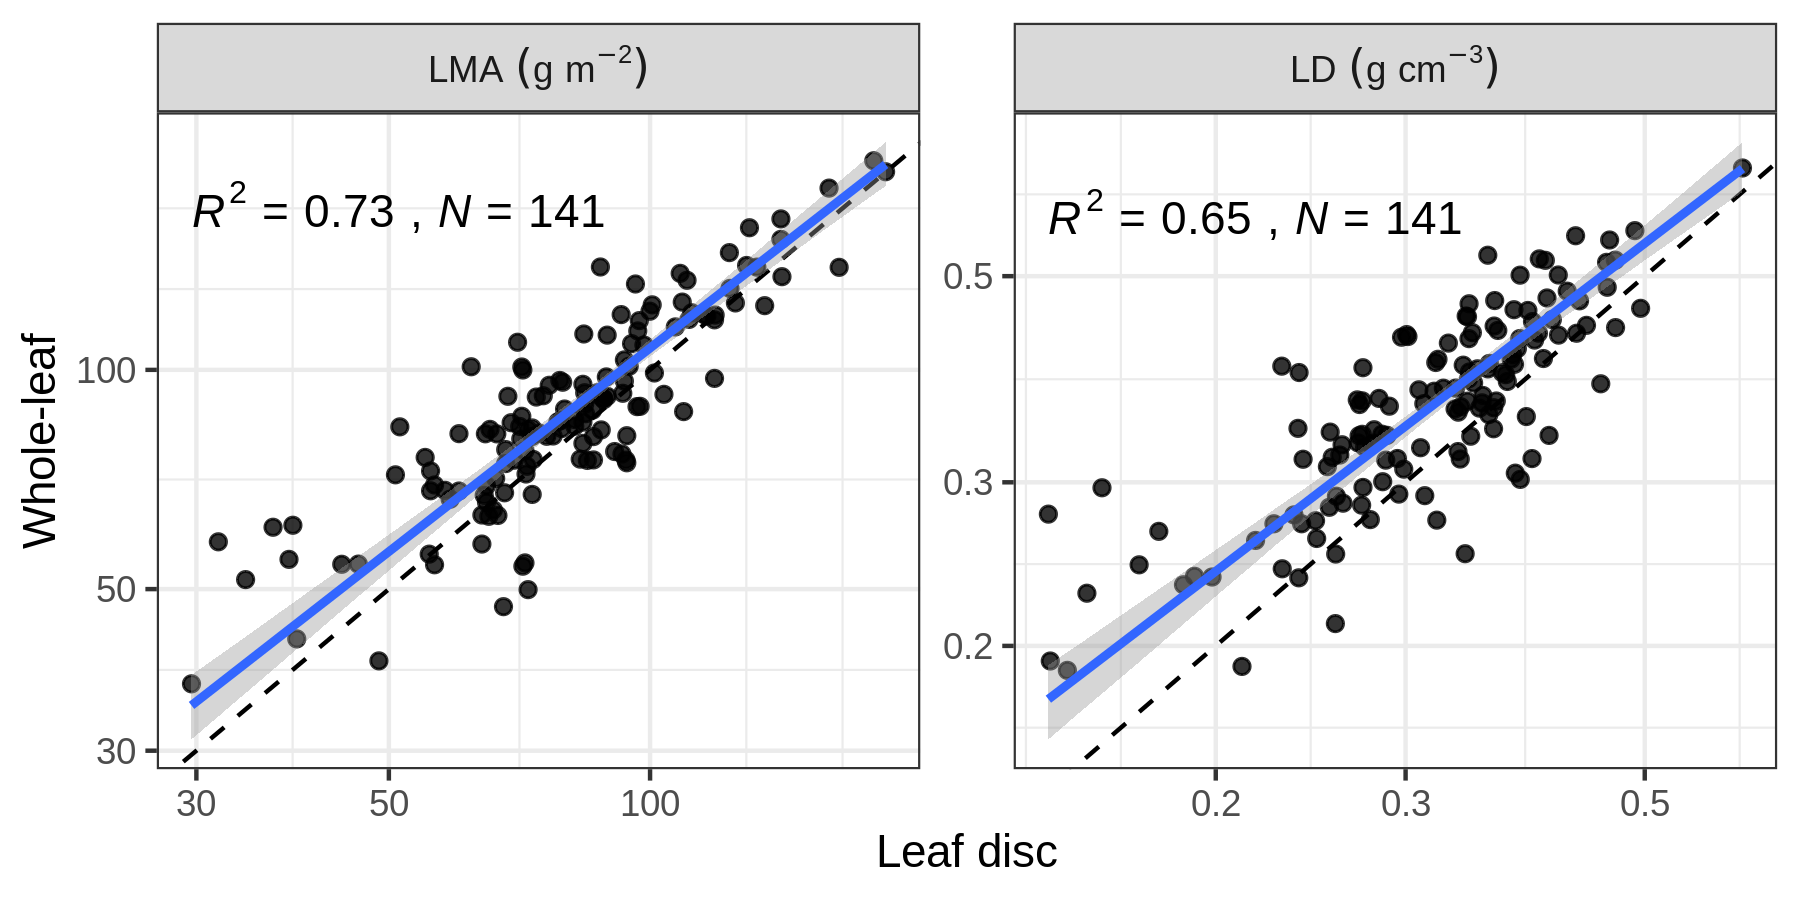 LMA (g m⁻²)
LD (g cm⁻³)
R² = 0.73 , N = 141
R² = 0.65 , N = 141
Whole-leaf
100
50
30
0.5
0.3
0.2
30 50 100
0.2 0.3 0.5
Leaf disc